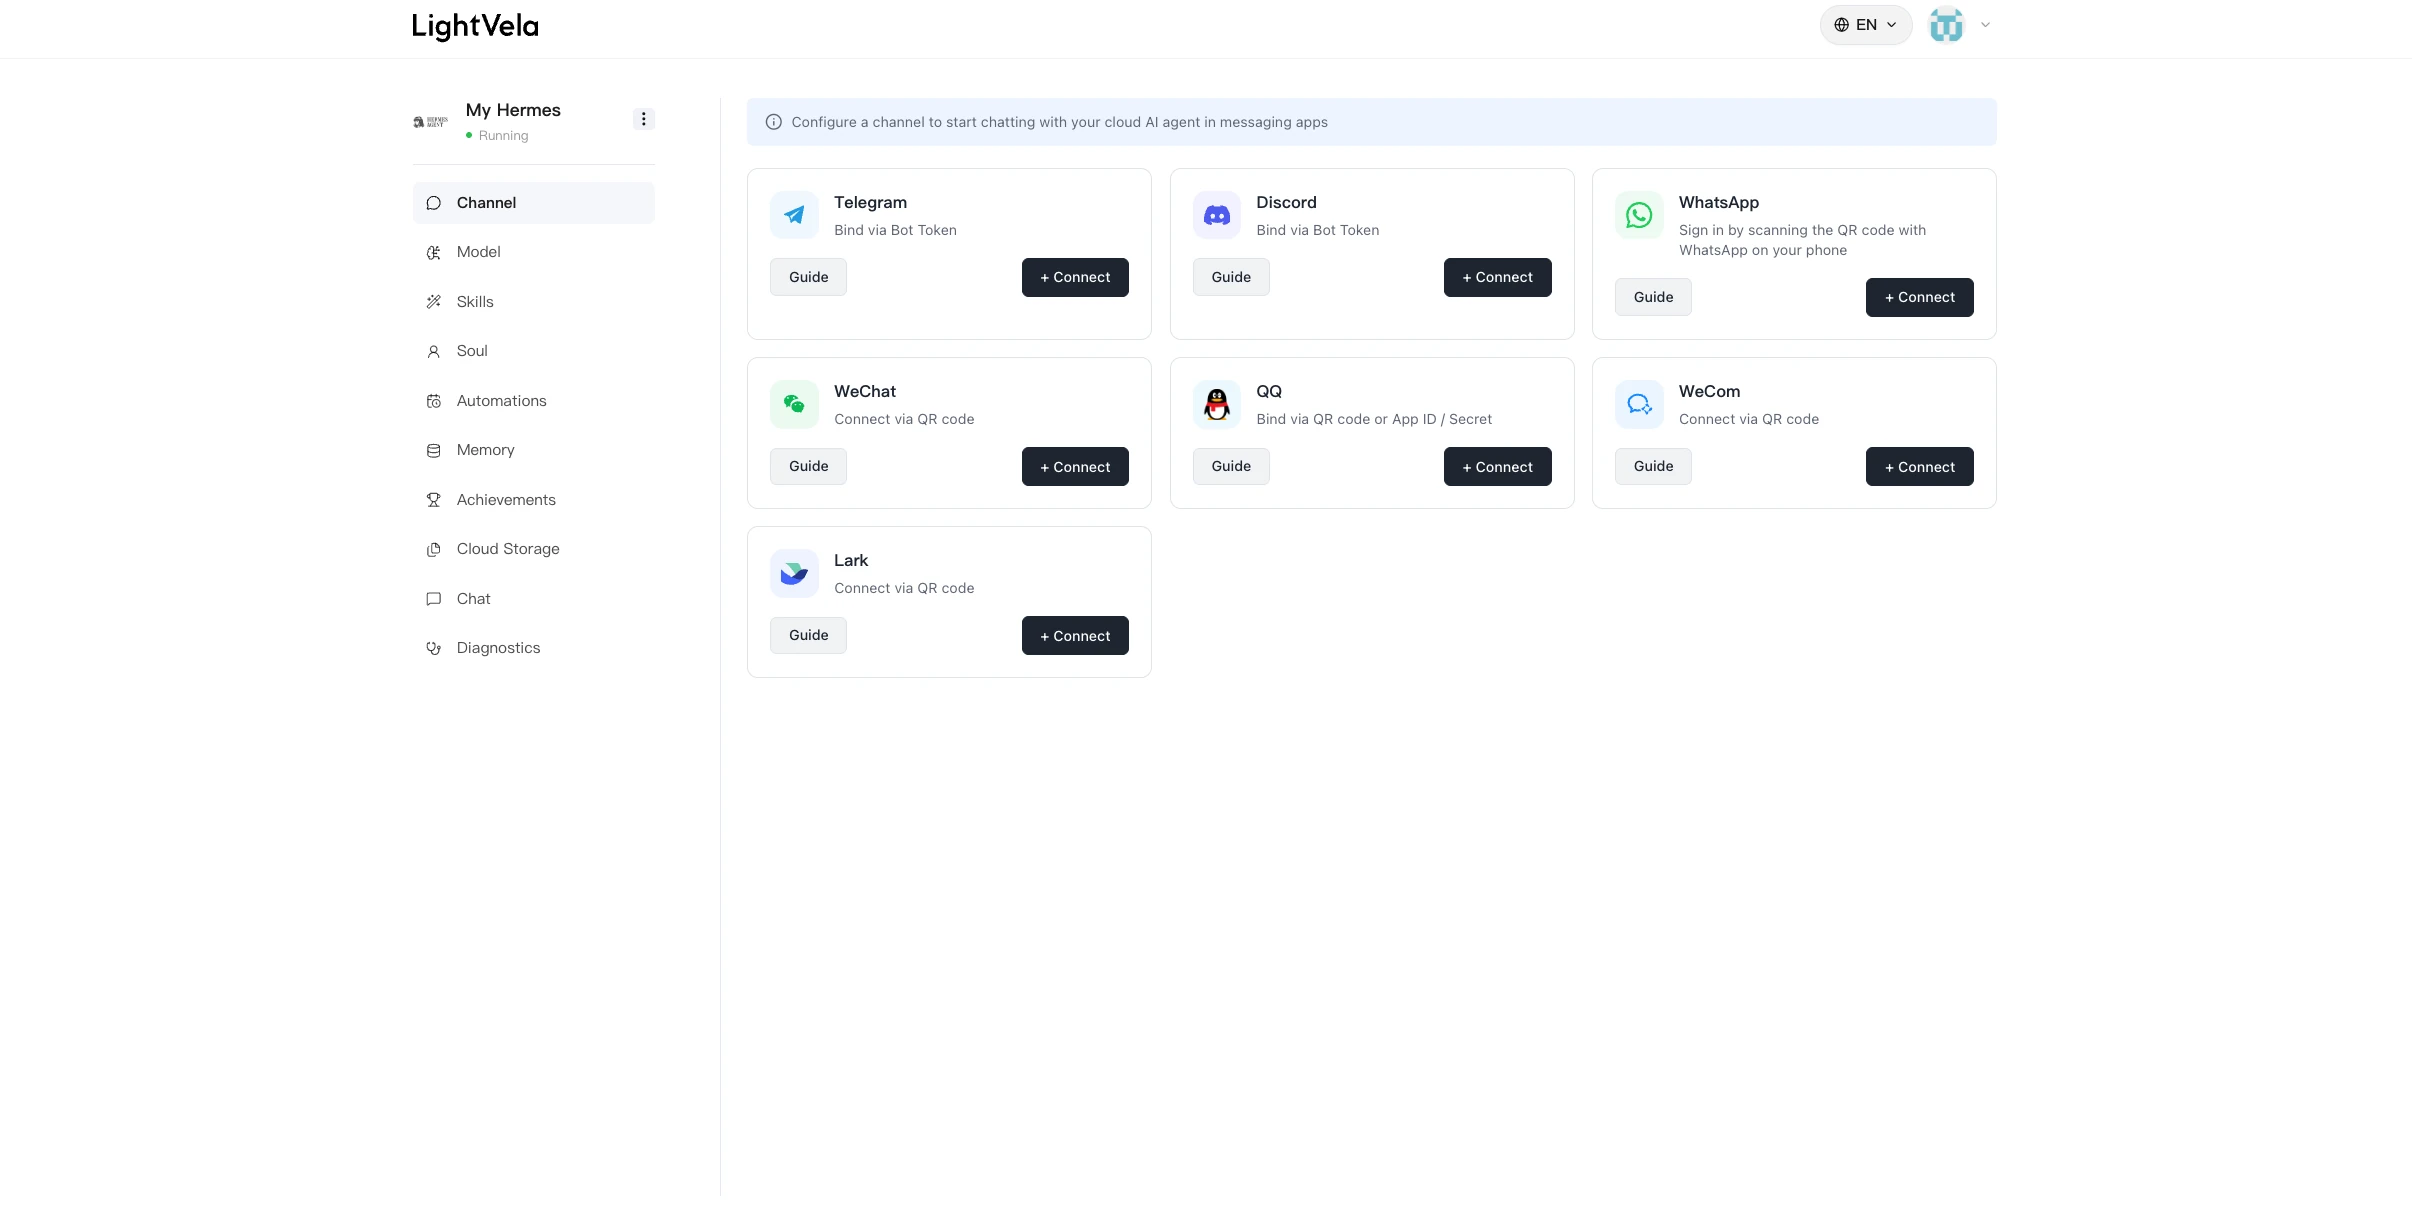 LightVela
EN
My Hermes
Running
HERMES
AGENT
Channel
Model
Skills
Soul
Automations
Memory
Achievements
Cloud Storage
Chat
Diagnostics
Configure a channel to start chatting with your cloud AI agent in messaging apps
Telegram
Bind via Bot Token
Guide
+ Connect
Discord
Bind via Bot Token
Guide
+ Connect
WhatsApp
Sign in by scanning the QR code with
WhatsApp on your phone
Guide
+ Connect
WeChat
Connect via QR code
Guide
+ Connect
QQ
Bind via QR code or App ID / Secret
Guide
+ Connect
WeCom
Connect via QR code
Guide
+ Connect
Lark
Connect via QR code
Guide
+ Connect